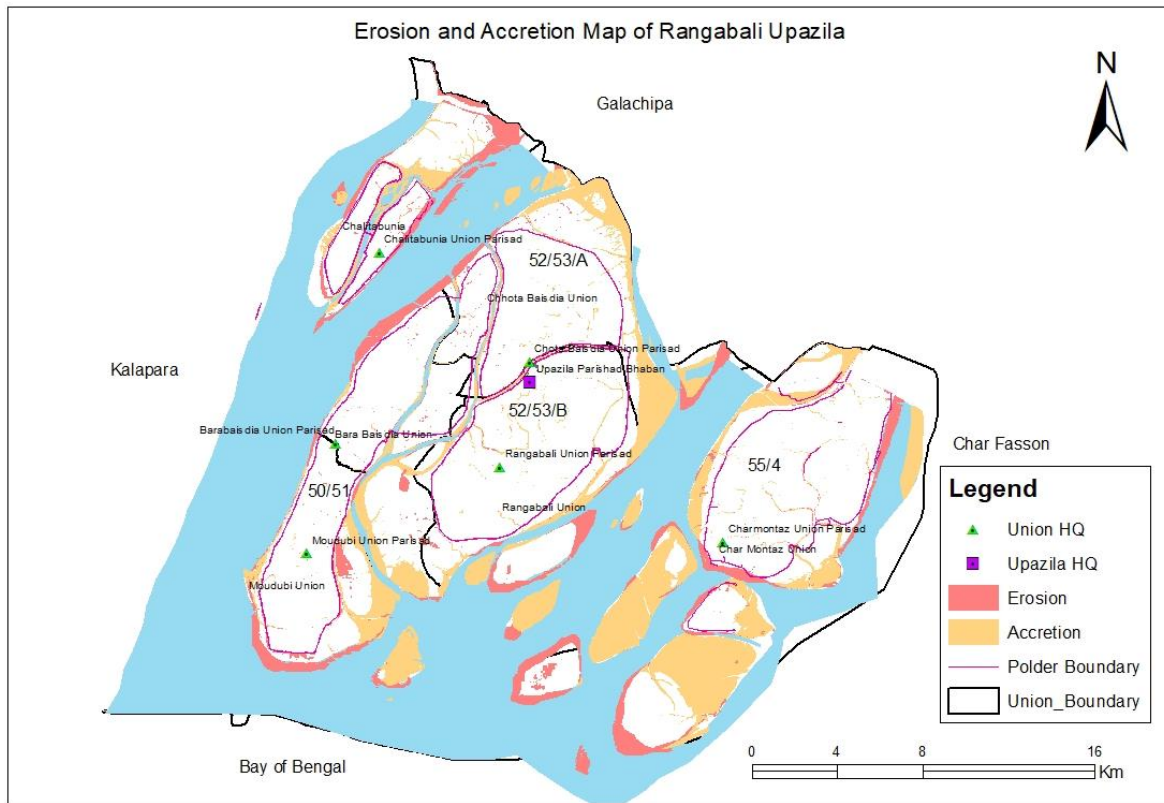 Erosion and Accretion Map of Rangabali Upazila
N
Galachipa
Chalitabunia
Chalitabunia Union Parisad
52/53/A
Chhota Baisdia Union
Chota Baisdia Union Parisad
Upazila Parishad Bhaban
Kalapara
52/53/B
Barabaisdia Union Parisad
Bara Baisdia Union
Rangabali Union Parisad
55/4
Char Fasson
50/51
Rangabali Union
Charmontaz Union Parisad
Moudubi Union Parisad
Char Montaz Union
Moudubi Union
Bay of Bengal
Legend
Union HQ
Upazila HQ
Erosion
Accretion
Polder Boundary
Union_Boundary
0 4 8 16
Km